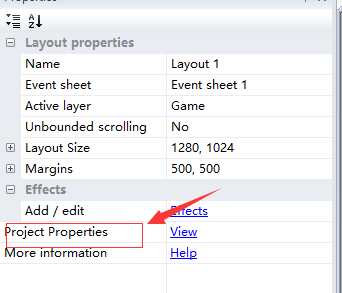 Layout properties
Name Layout 1
Event sheet Event sheet 1
Active layer Game
Unbounded scrolling No
Layout Size 1280, 1024
Margins 500, 500
Effects
Add / edit Effects
Project Properties View
More information Help